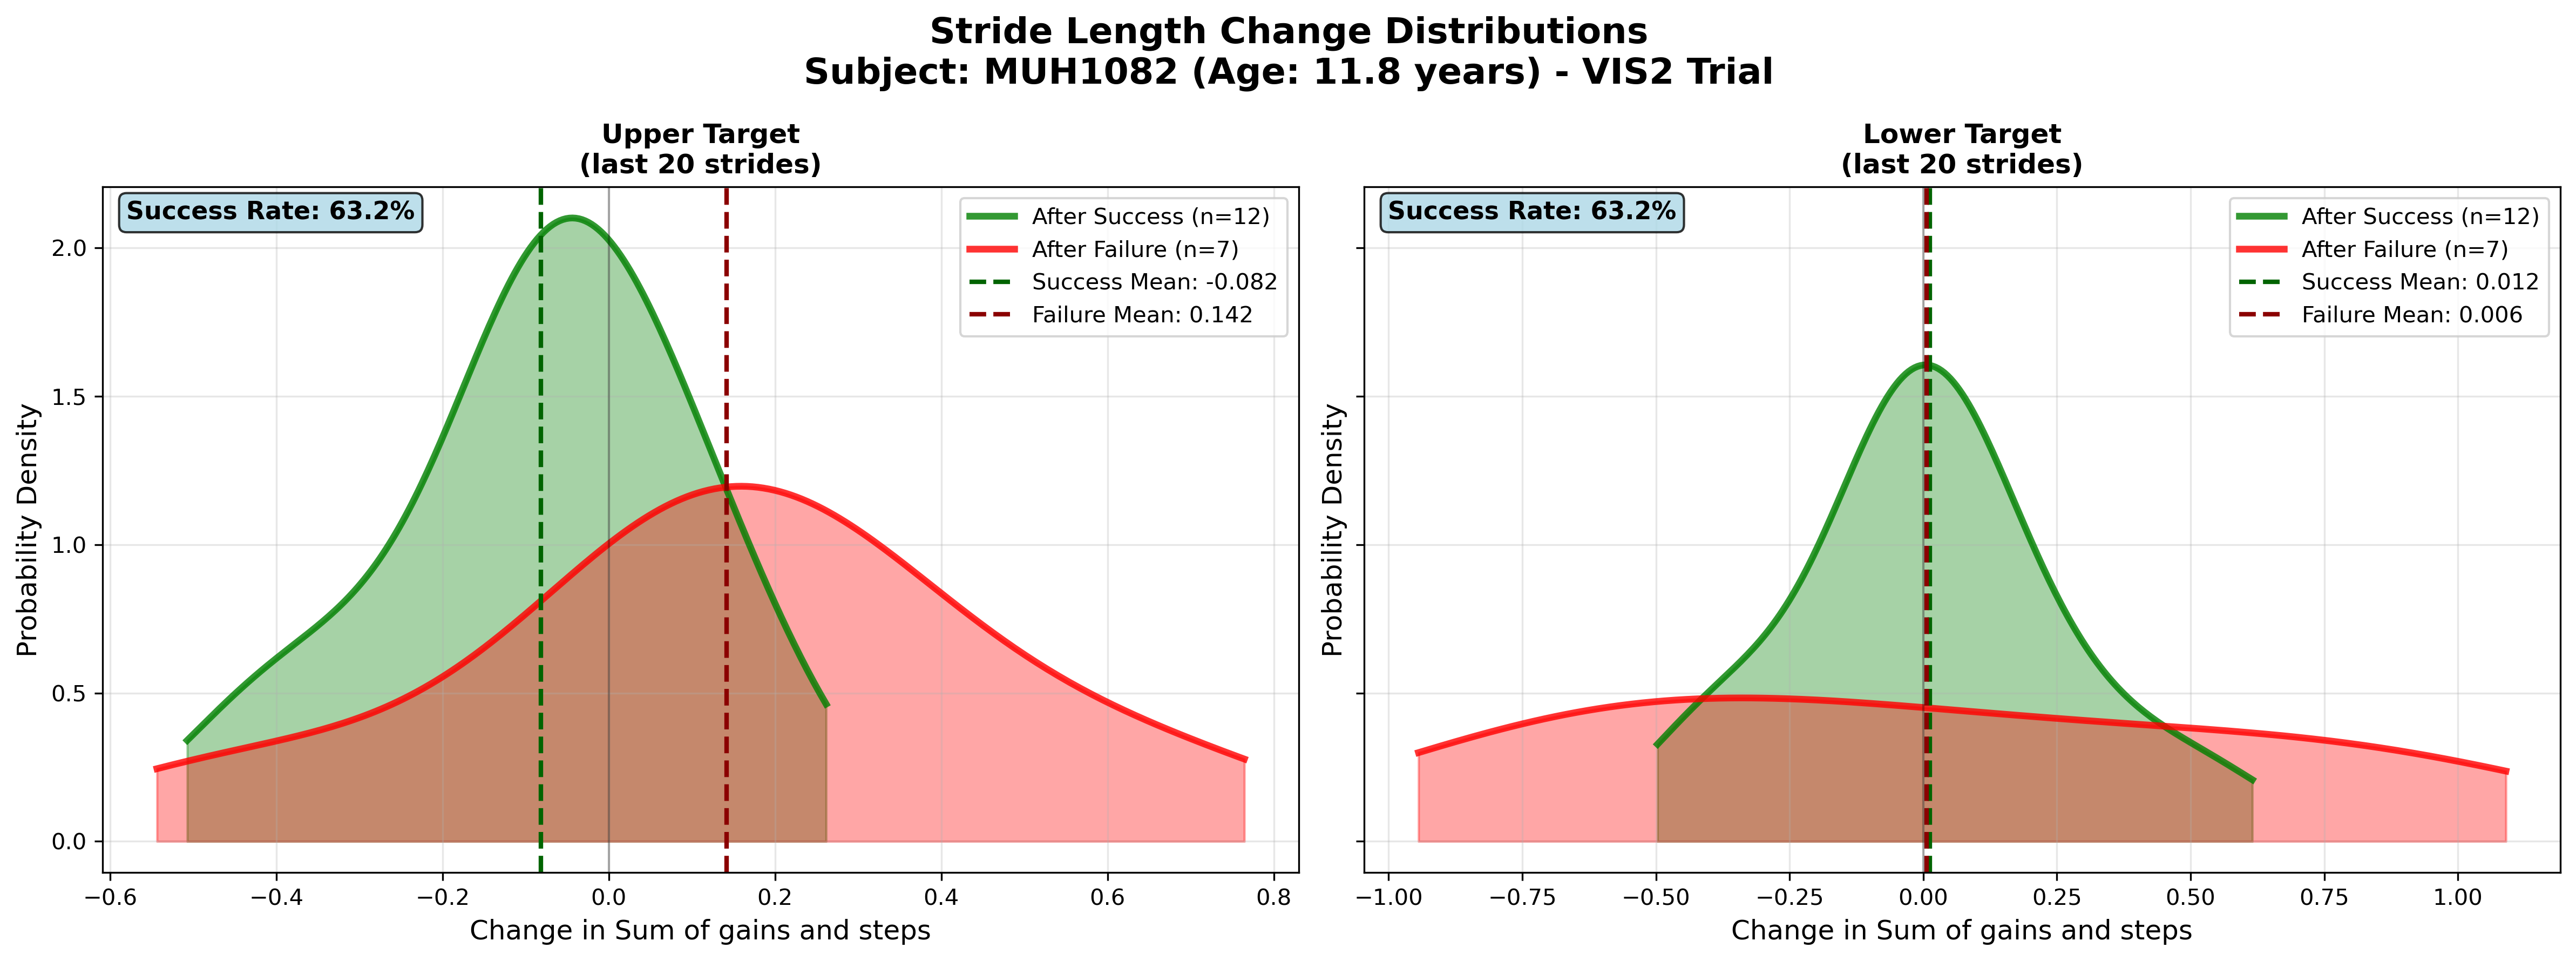 Stride Length Change Distributions
Subject: MUH1082 (Age: 11.8 years) - VIS2 Trial
Upper Target
(last 20 strides)
Success Rate: 63.2%
After Success (n=12)
After Failure (n=7)
Success Mean: -0.082
Failure Mean: 0.142
Probability Density
2.0
1.5
1.0
0.5
0.0
−0.6 −0.4 −0.2 0.0 0.2 0.4 0.6 0.8
Change in Sum of gains and steps
Lower Target
(last 20 strides)
Success Rate: 63.2%
After Success (n=12)
After Failure (n=7)
Success Mean: 0.012
Failure Mean: 0.006
Probability Density
−1.00 −0.75 −0.50 −0.25 0.00 0.25 0.50 0.75 1.00
Change in Sum of gains and steps